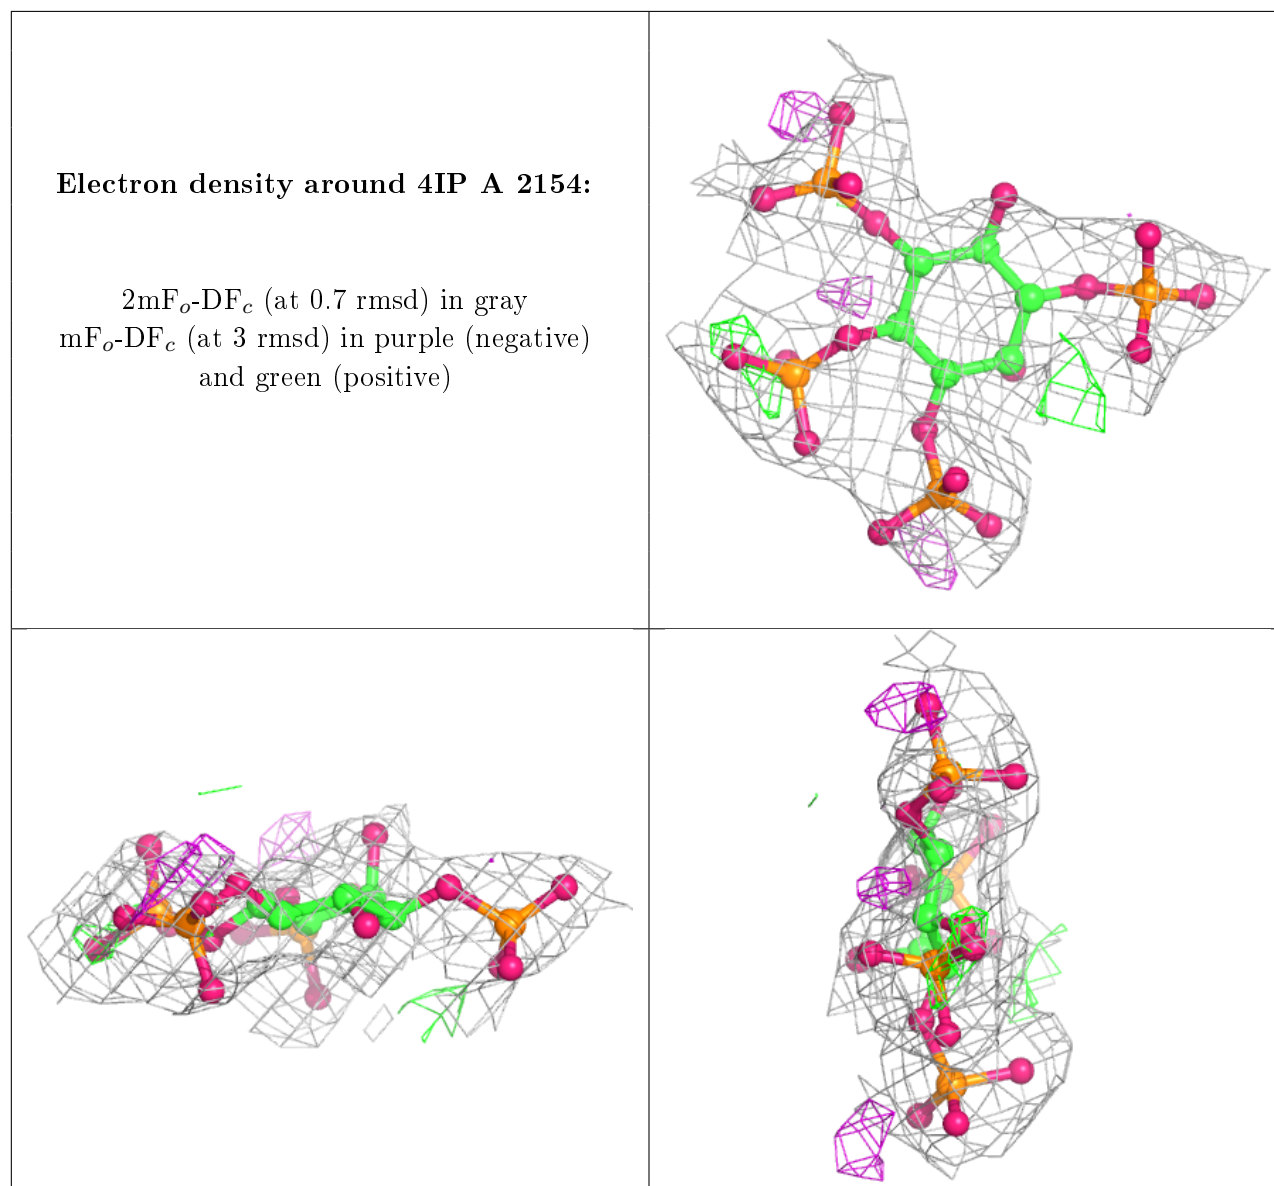 Electron density around 4IP A 2154:
2mFo-DFc (at 0.7 rmsd) in gray
mFo-DFc (at 3 rmsd) in purple (negative)
and green (positive)